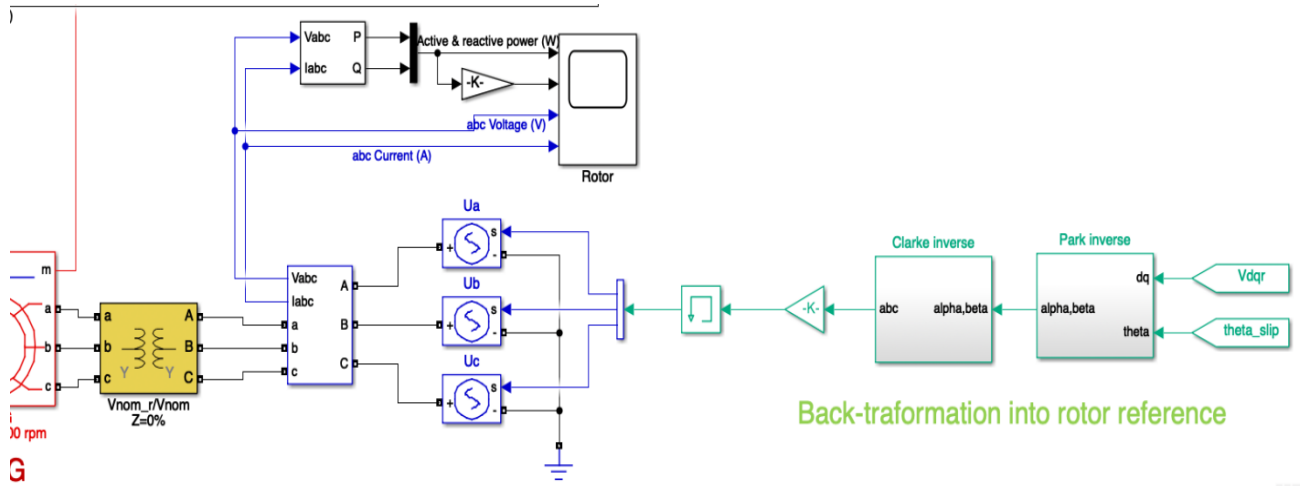 )
Vabc P
Iabc Q
Active & reactive power (W)
-K-
abc Voltage (V)
abc Current (A)
Rotor
m
a
b
c
a A
b B
c C
Y Y
Vnom_r/Vnom
Z=0%
00 rpm
G
Vabc
Iabc
a
b
c
A
B
C
Ua
+ s -
Ub
+ s -
Uc
+ s -
-K-
Clarke inverse
abc alpha,beta
Park inverse
dq
alpha,beta
theta
Vdqr
theta_slip
Back-traformation into rotor reference